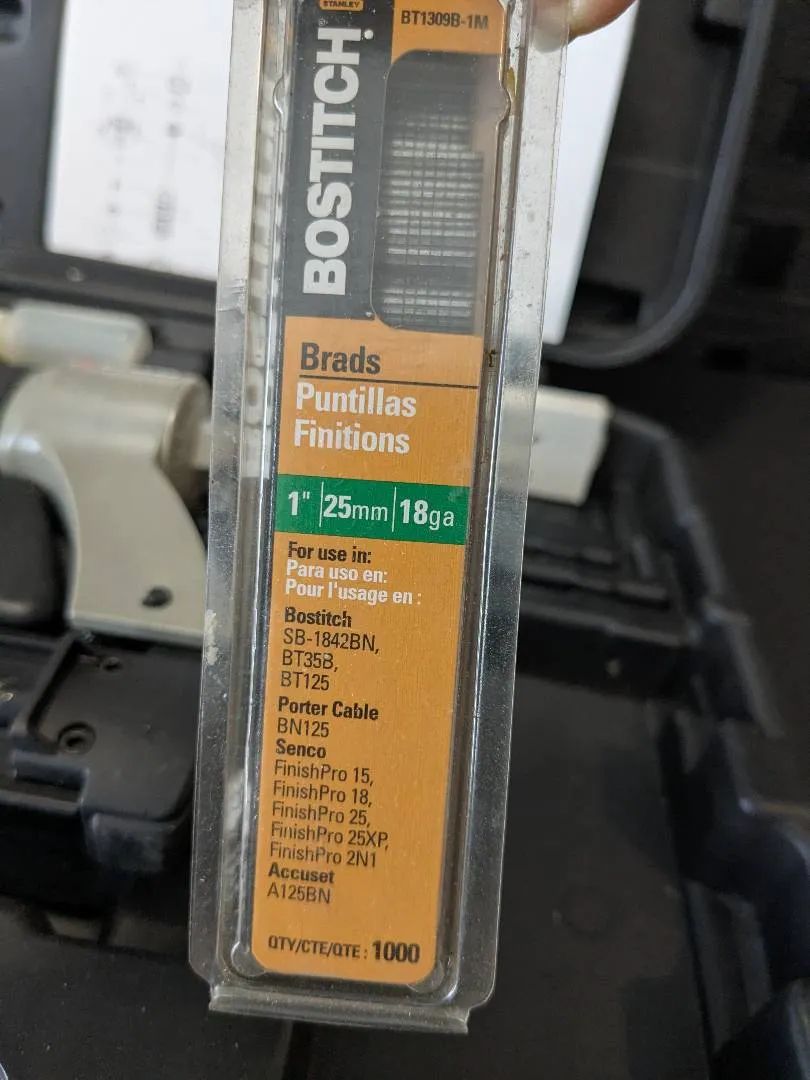 STANLEY
BT1309B-1M
BOSTITCH
Brads
Puntillas
Finitions
1" 25mm 18ga
For use in:
Para uso en:
Pour l'usage en :
Bostitch
SB-1842BN,
BT35B,
BT125
Porter Cable
BN125
Senco
FinishPro 15,
FinishPro 18,
FinishPro 25,
FinishPro 25XP,
FinishPro 2N1
Accuset
A125BN
QTY/CTE/QTE : 1000